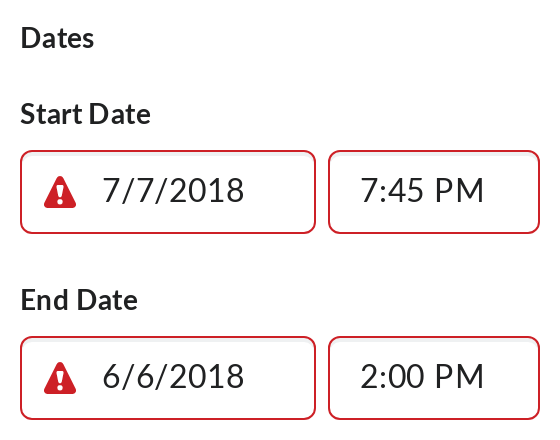 Dates
Start Date
7/7/2018 7:45 PM
End Date
6/6/2018 2:00 PM